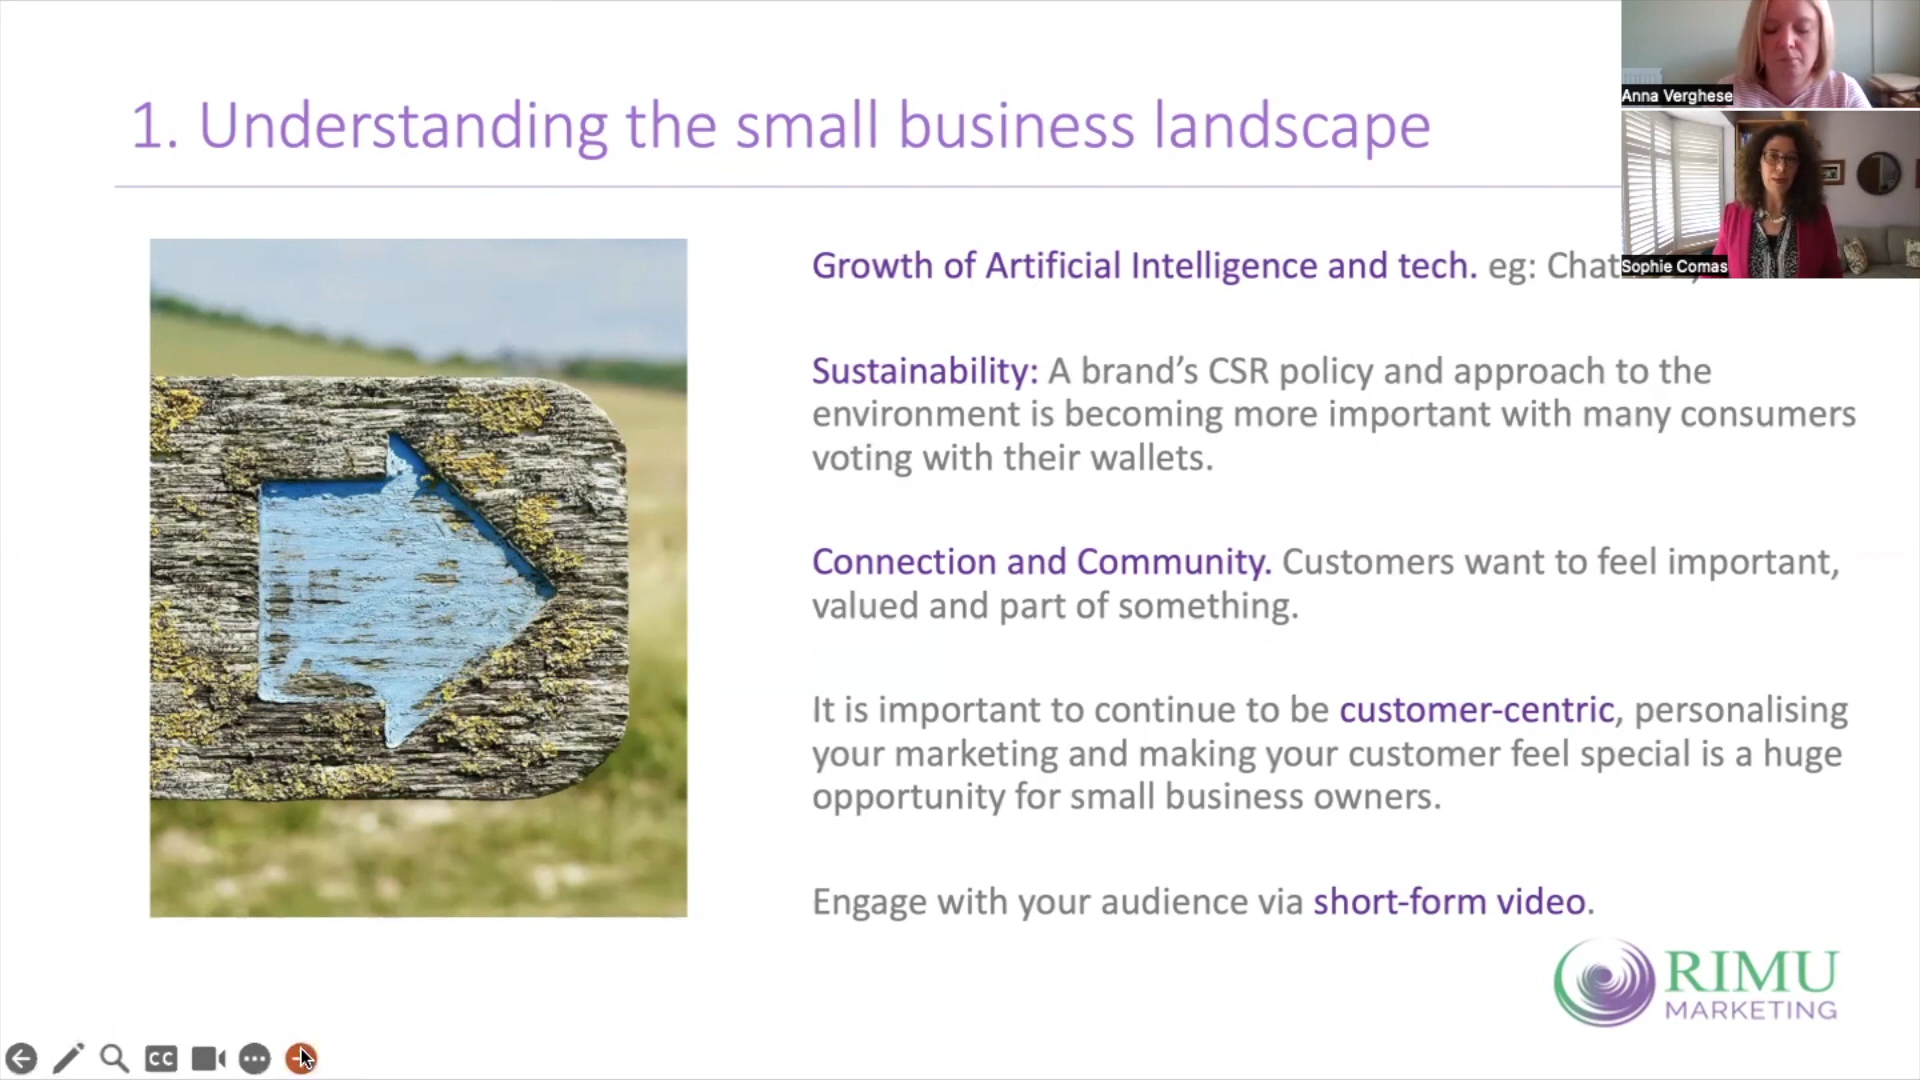 1. Understanding the small business landscape
Anna Verghese
Sophie Comas
Growth of Artificial Intelligence and tech. eg: Chat
Sustainability: A brand’s CSR policy and approach to the
environment is becoming more important with many consumers
voting with their wallets.
Connection and Community. Customers want to feel important,
valued and part of something.
It is important to continue to be customer-centric, personalising
your marketing and making your customer feel special is a huge
opportunity for small business owners.
Engage with your audience via short-form video.
RIMU
MARKETING
CC